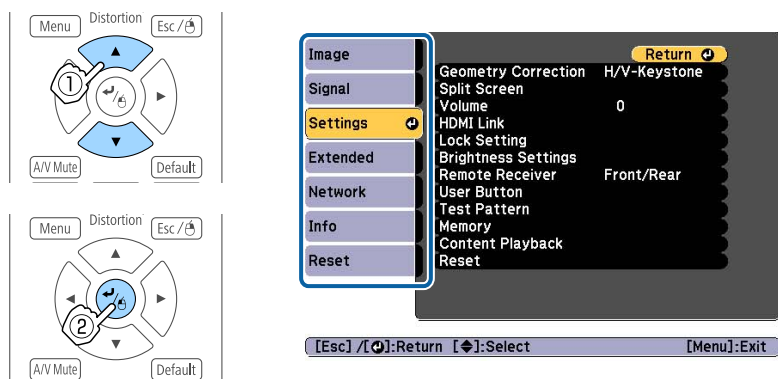 Menu
Distortion
Esc /
1
A/V Mute
Default
Menu
Distortion
Esc /
2
A/V Mute
Default
Image
Signal
Settings
Extended
Network
Info
Reset
Return
Geometry Correction H/V-Keystone
Split Screen
Volume 0
HDMI Link
Lock Setting
Brightness Settings
Remote Receiver Front/Rear
User Button
Test Pattern
Memory
Content Playback
Reset
[Esc] /[ ]:Return [ ]:Select [Menu]:Exit